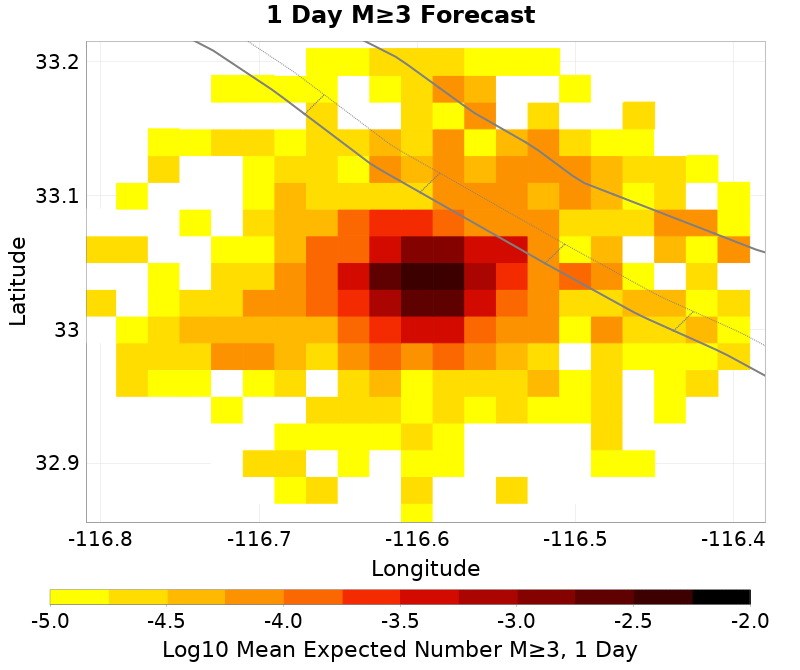 1 Day M≥3 Forecast
33.2
33.1
33
32.9
Latitude
-116.8 -116.7 -116.6 -116.5 -116.4
Longitude
-5.0 -4.5 -4.0 -3.5 -3.0 -2.5 -2.0
Log10 Mean Expected Number M≥3, 1 Day